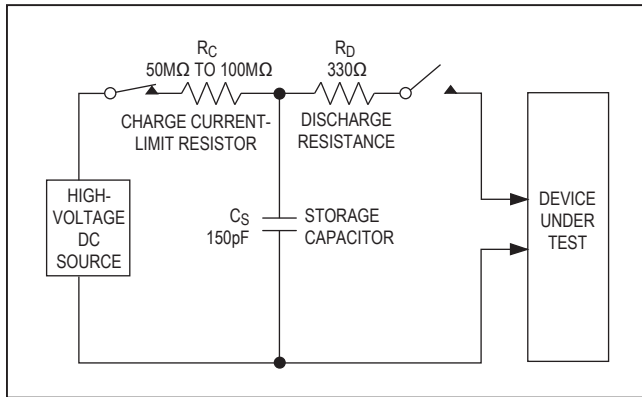 R_C
50MΩ TO 100MΩ
CHARGE CURRENT-
LIMIT RESISTOR
R_D
330Ω
DISCHARGE
RESISTANCE
HIGH-
VOLTAGE
DC
SOURCE
C_S
150pF
STORAGE
CAPACITOR
DEVICE
UNDER
TEST